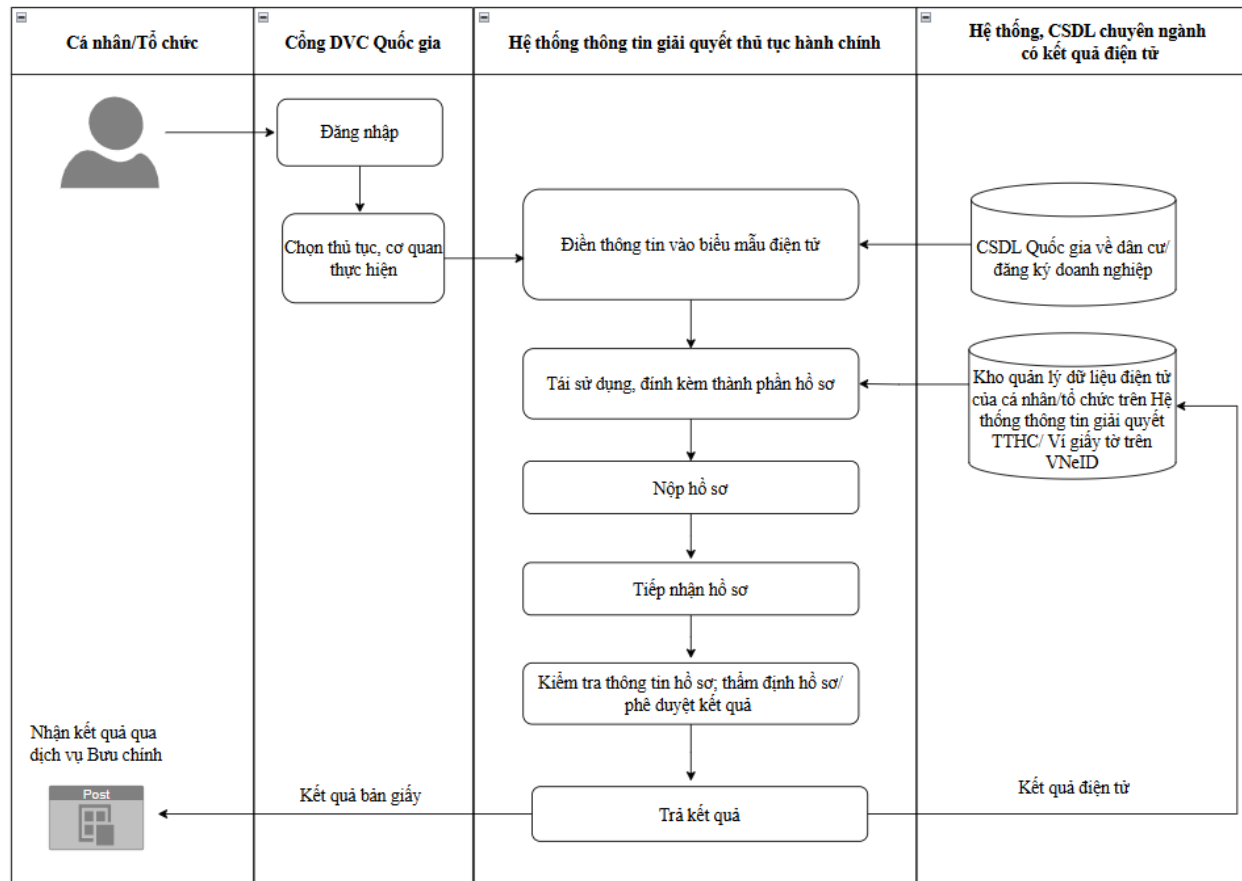 Cá nhân/Tổ chức
Cổng DVC Quốc gia
Hệ thống thông tin giải quyết thủ tục hành chính
Hệ thống, CSDL chuyên ngành
có kết quả điện tử
Đăng nhập
Chọn thủ tục, cơ quan
thực hiện
Điền thông tin vào biểu mẫu điện tử
CSDL Quốc gia về dân cư/
đăng ký doanh nghiệp
Tái sử dụng, đính kèm thành phần hồ sơ
Kho quản lý dữ liệu điện tử
của cá nhân/tổ chức trên Hệ
thống thông tin giải quyết
TTHC/ Ví giấy tờ trên
VNeID
Nộp hồ sơ
Tiếp nhận hồ sơ
Kiểm tra thông tin hồ sơ; thẩm định hồ sơ/
phê duyệt kết quả
Nhận kết quả qua
dịch vụ Bưu chính
Post
Kết quả bản giấy
Trả kết quả
Kết quả điện tử